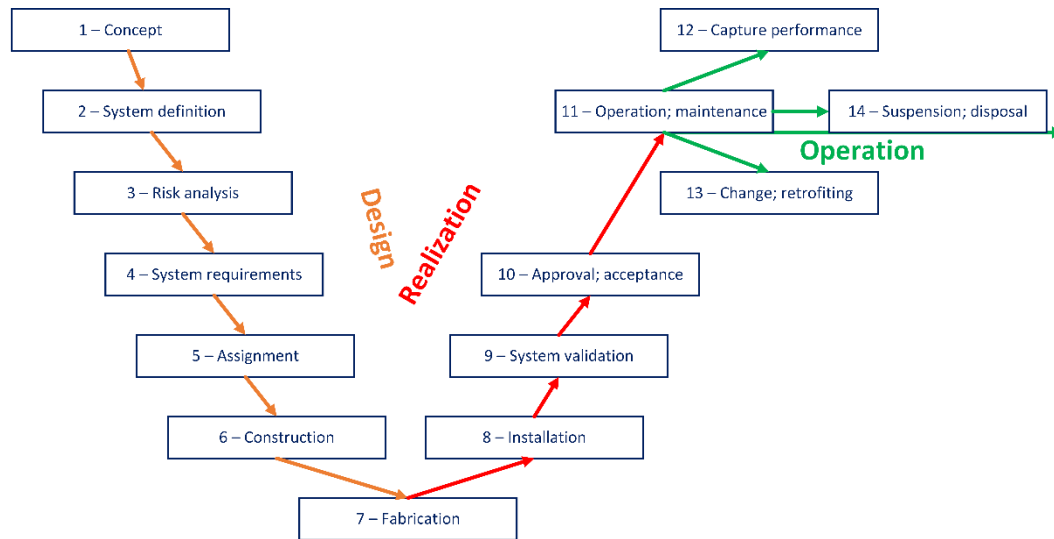 1 – Concept
2 – System definition
3 – Risk analysis
4 – System requirements
5 – Assignment
6 – Construction
7 – Fabrication
8 – Installation
9 – System validation
10 – Approval; acceptance
11 – Operation; maintenance
12 – Capture performance
13 – Change; retrofiting
14 – Suspension; disposal
Design
Realization
Operation